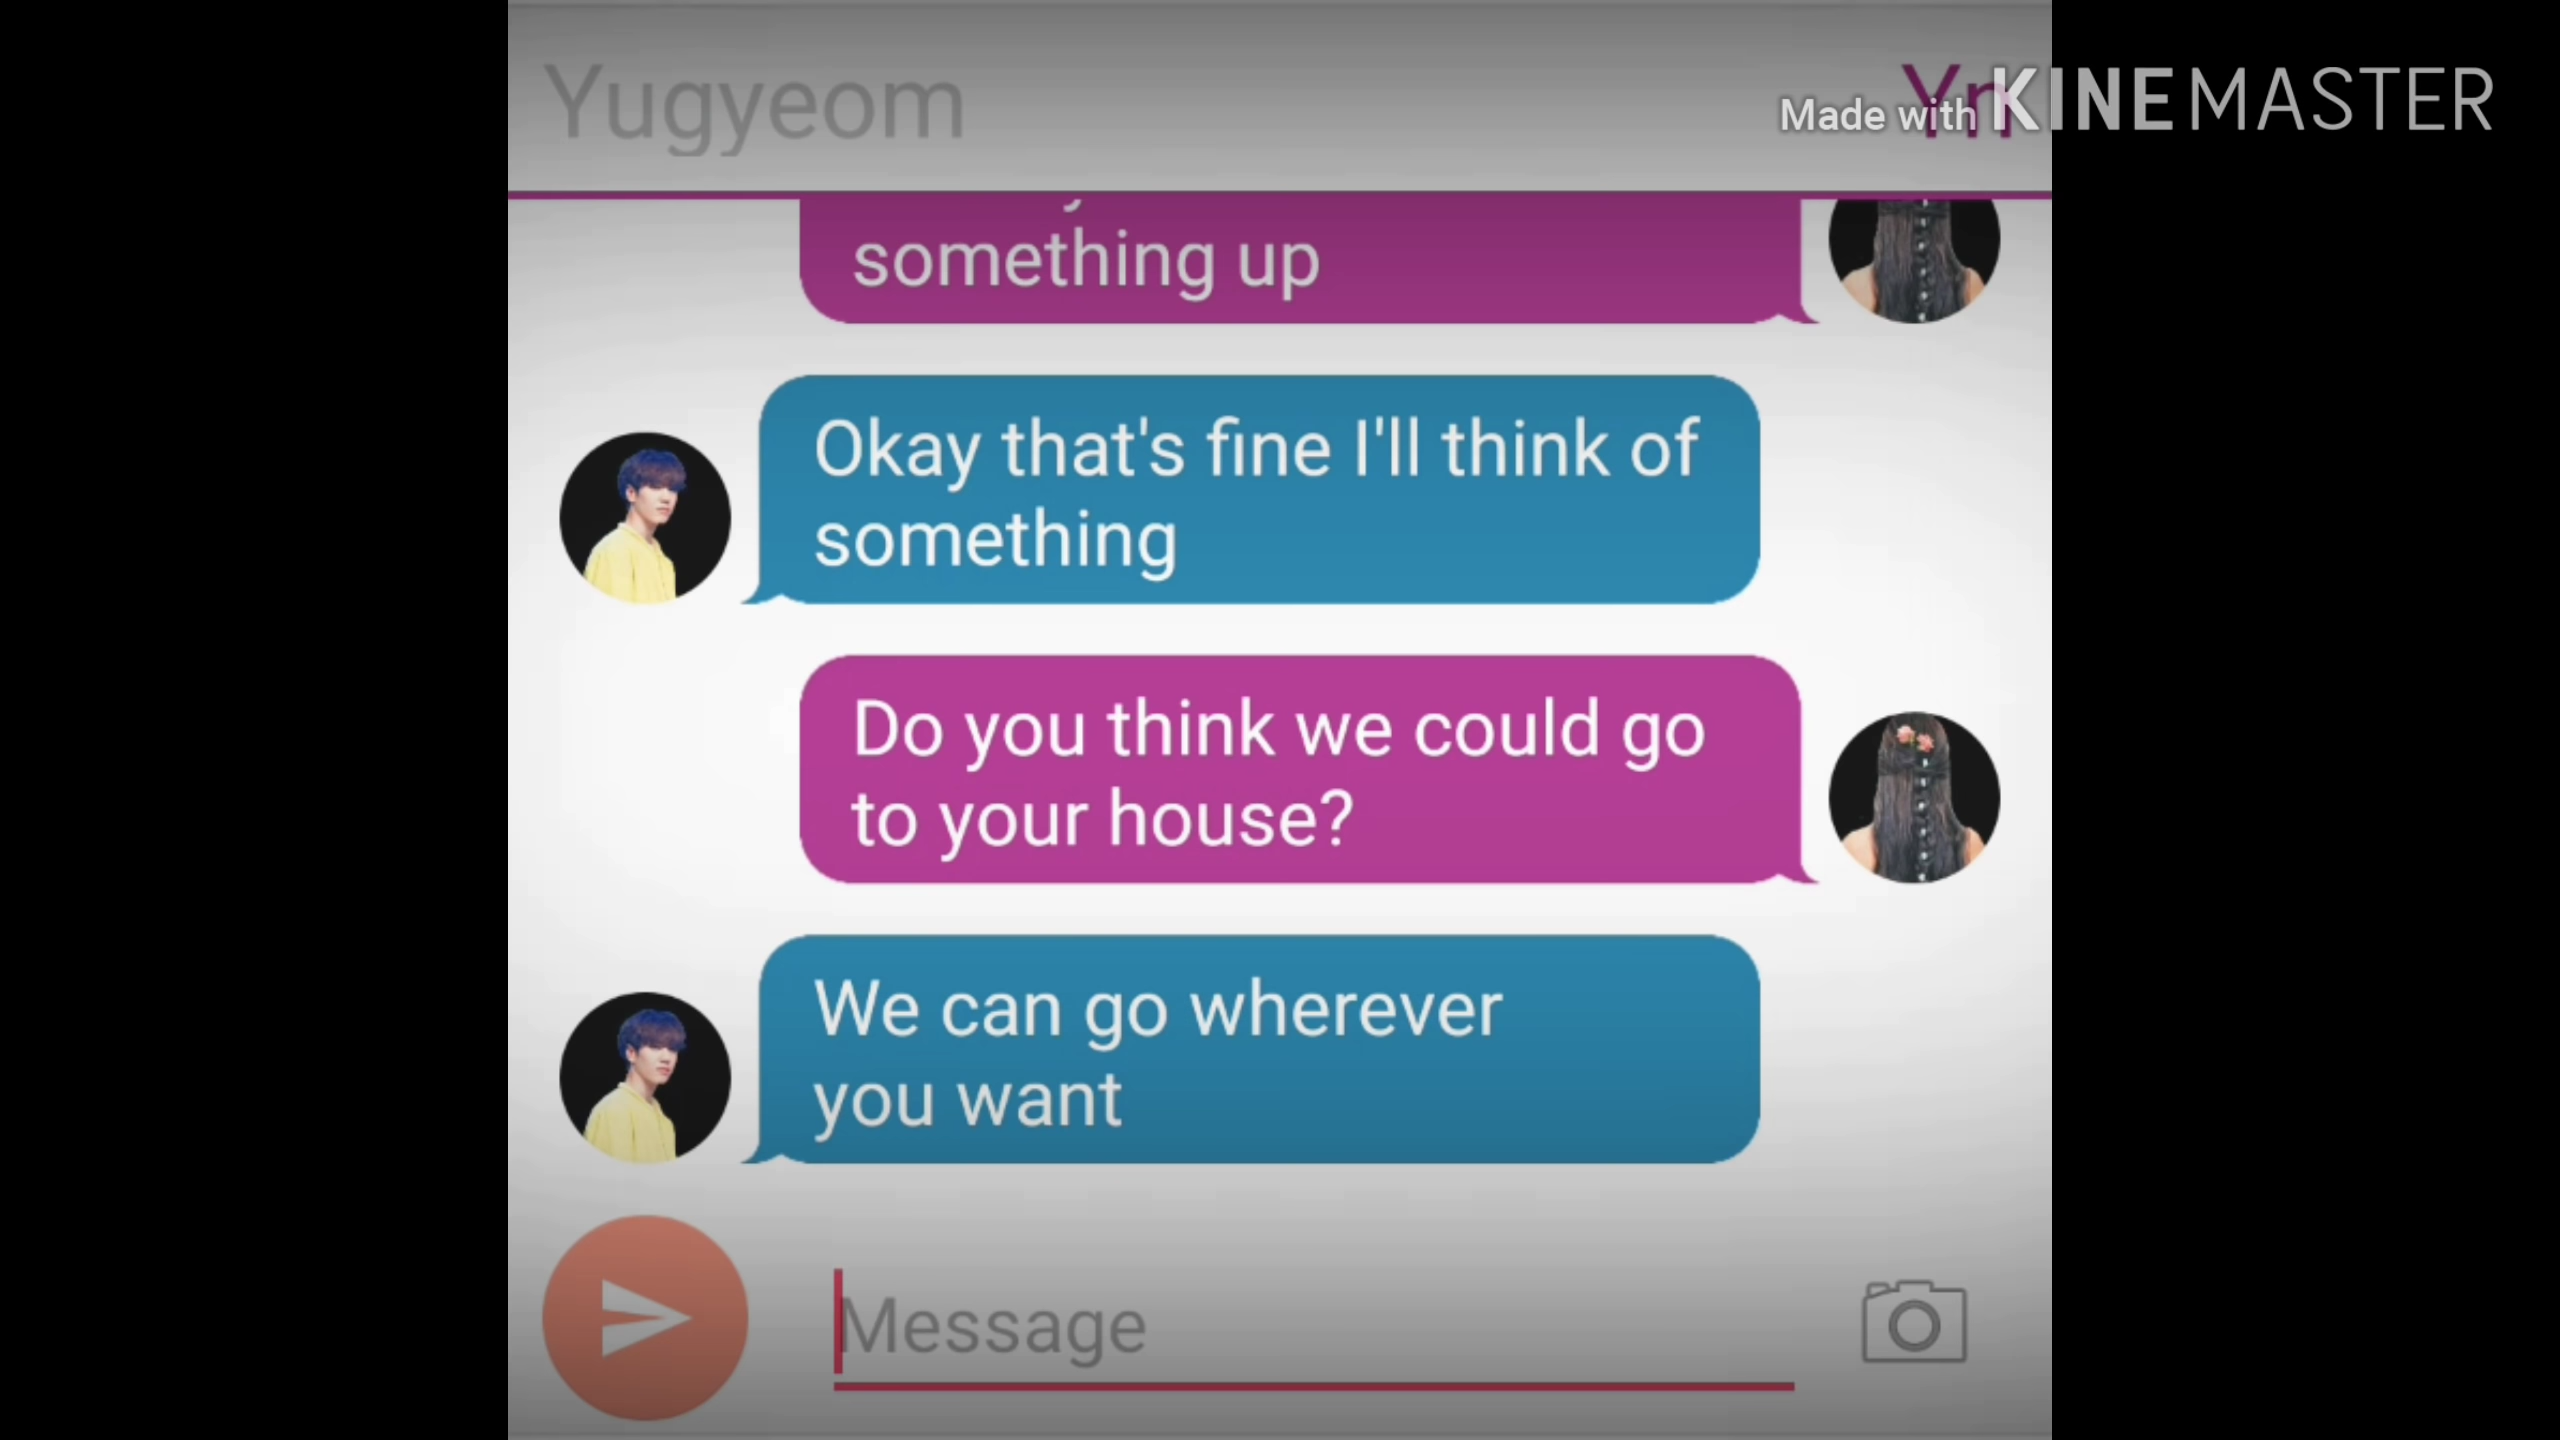 Yugyeom
Yn
Made with KINEMASTER
something up
Okay that's fine I'll think of
something
Do you think we could go
to your house?
We can go wherever
you want
Message